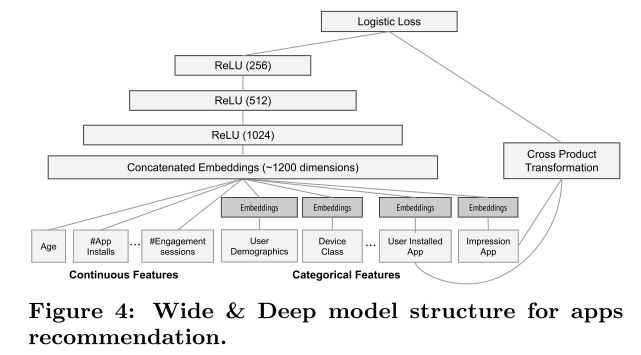 Logistic Loss
ReLU (256)
ReLU (512)
ReLU (1024)
Concatenated Embeddings (~1200 dimensions)
Cross Product
Transformation
Embeddings
Embeddings
Embeddings
Embeddings
Age
#App
Installs
...
#Engagement
sessions
User
Demographics
Device
Class
...
User Installed
App
Impression
App
Continuous Features
Categorical Features
Figure 4: Wide & Deep model structure for apps
recommendation.